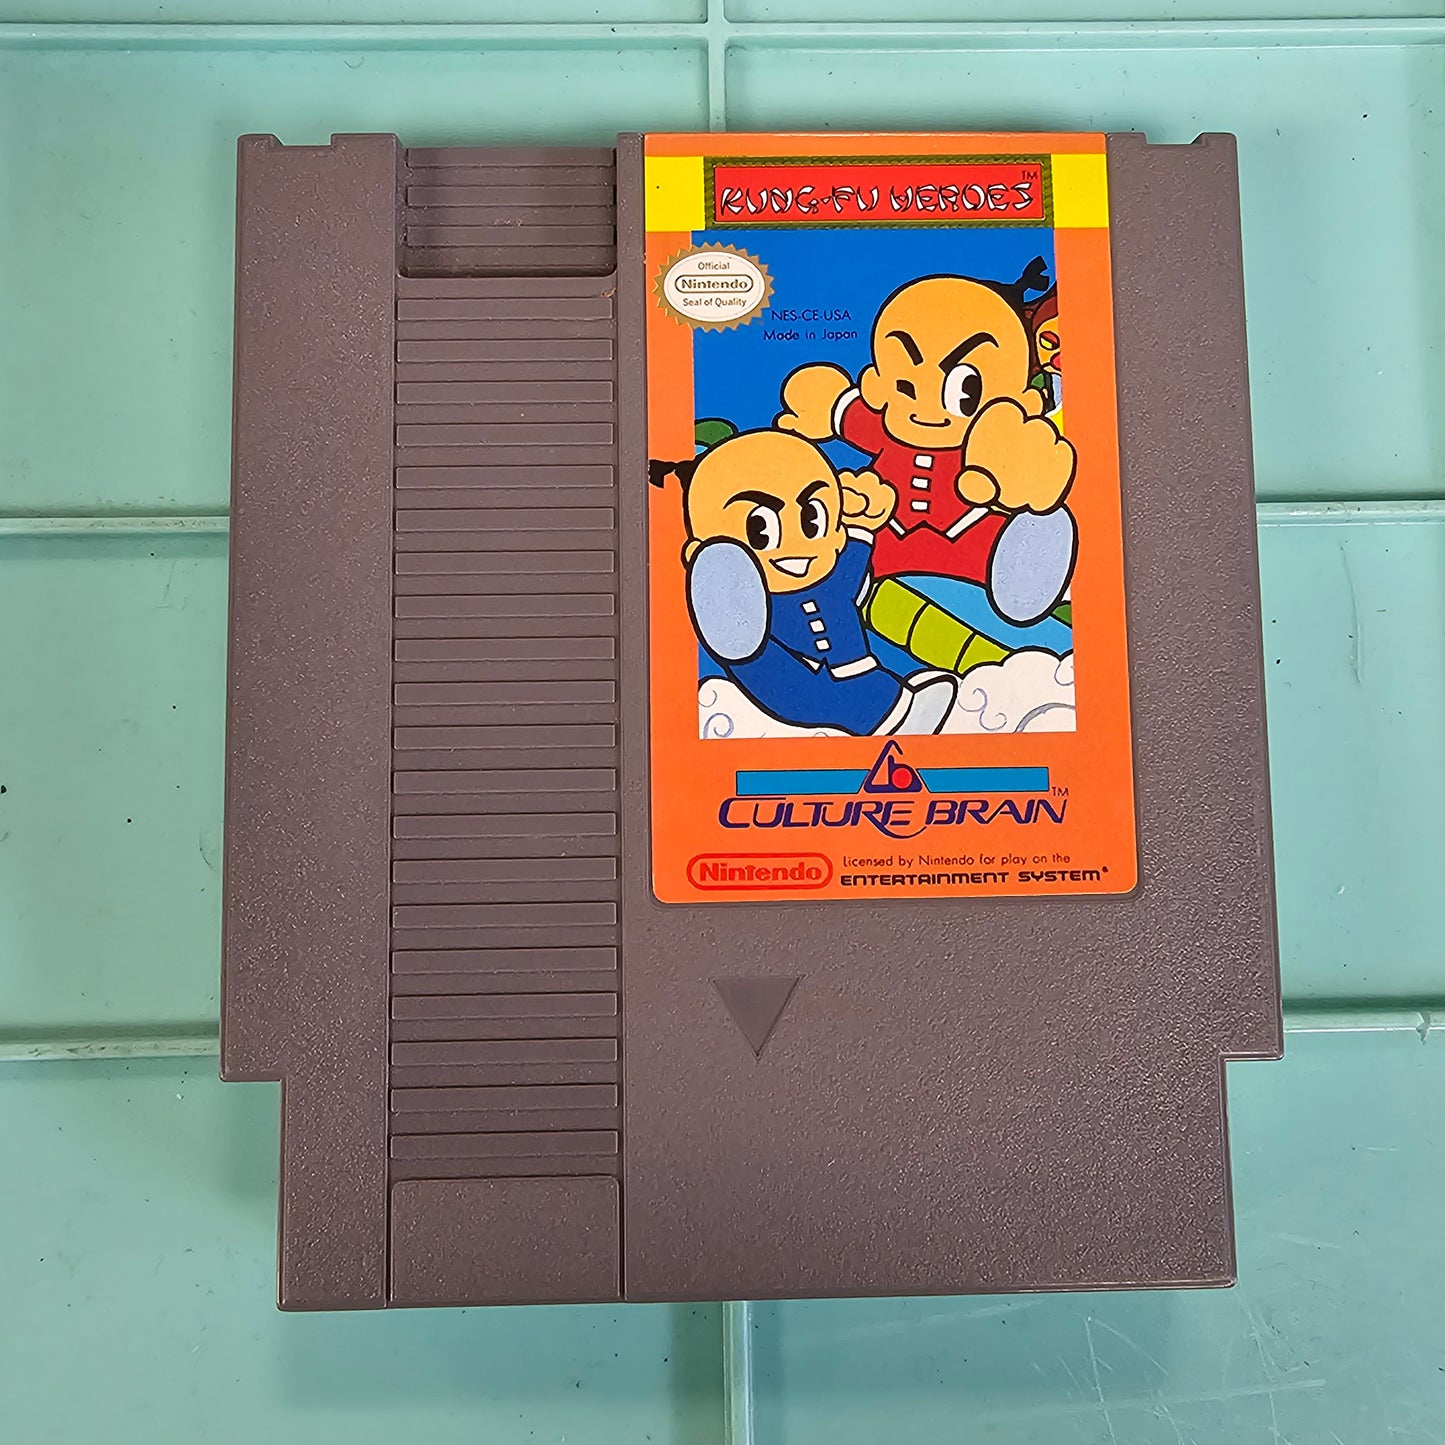 KUNG-FU HEROES™
Official
Nintendo
Seal of Quality
NES-CE-USA
Made in Japan
CULTURE BRAIN™
Nintendo
Licensed by Nintendo for play on the
ENTERTAINMENT SYSTEM®